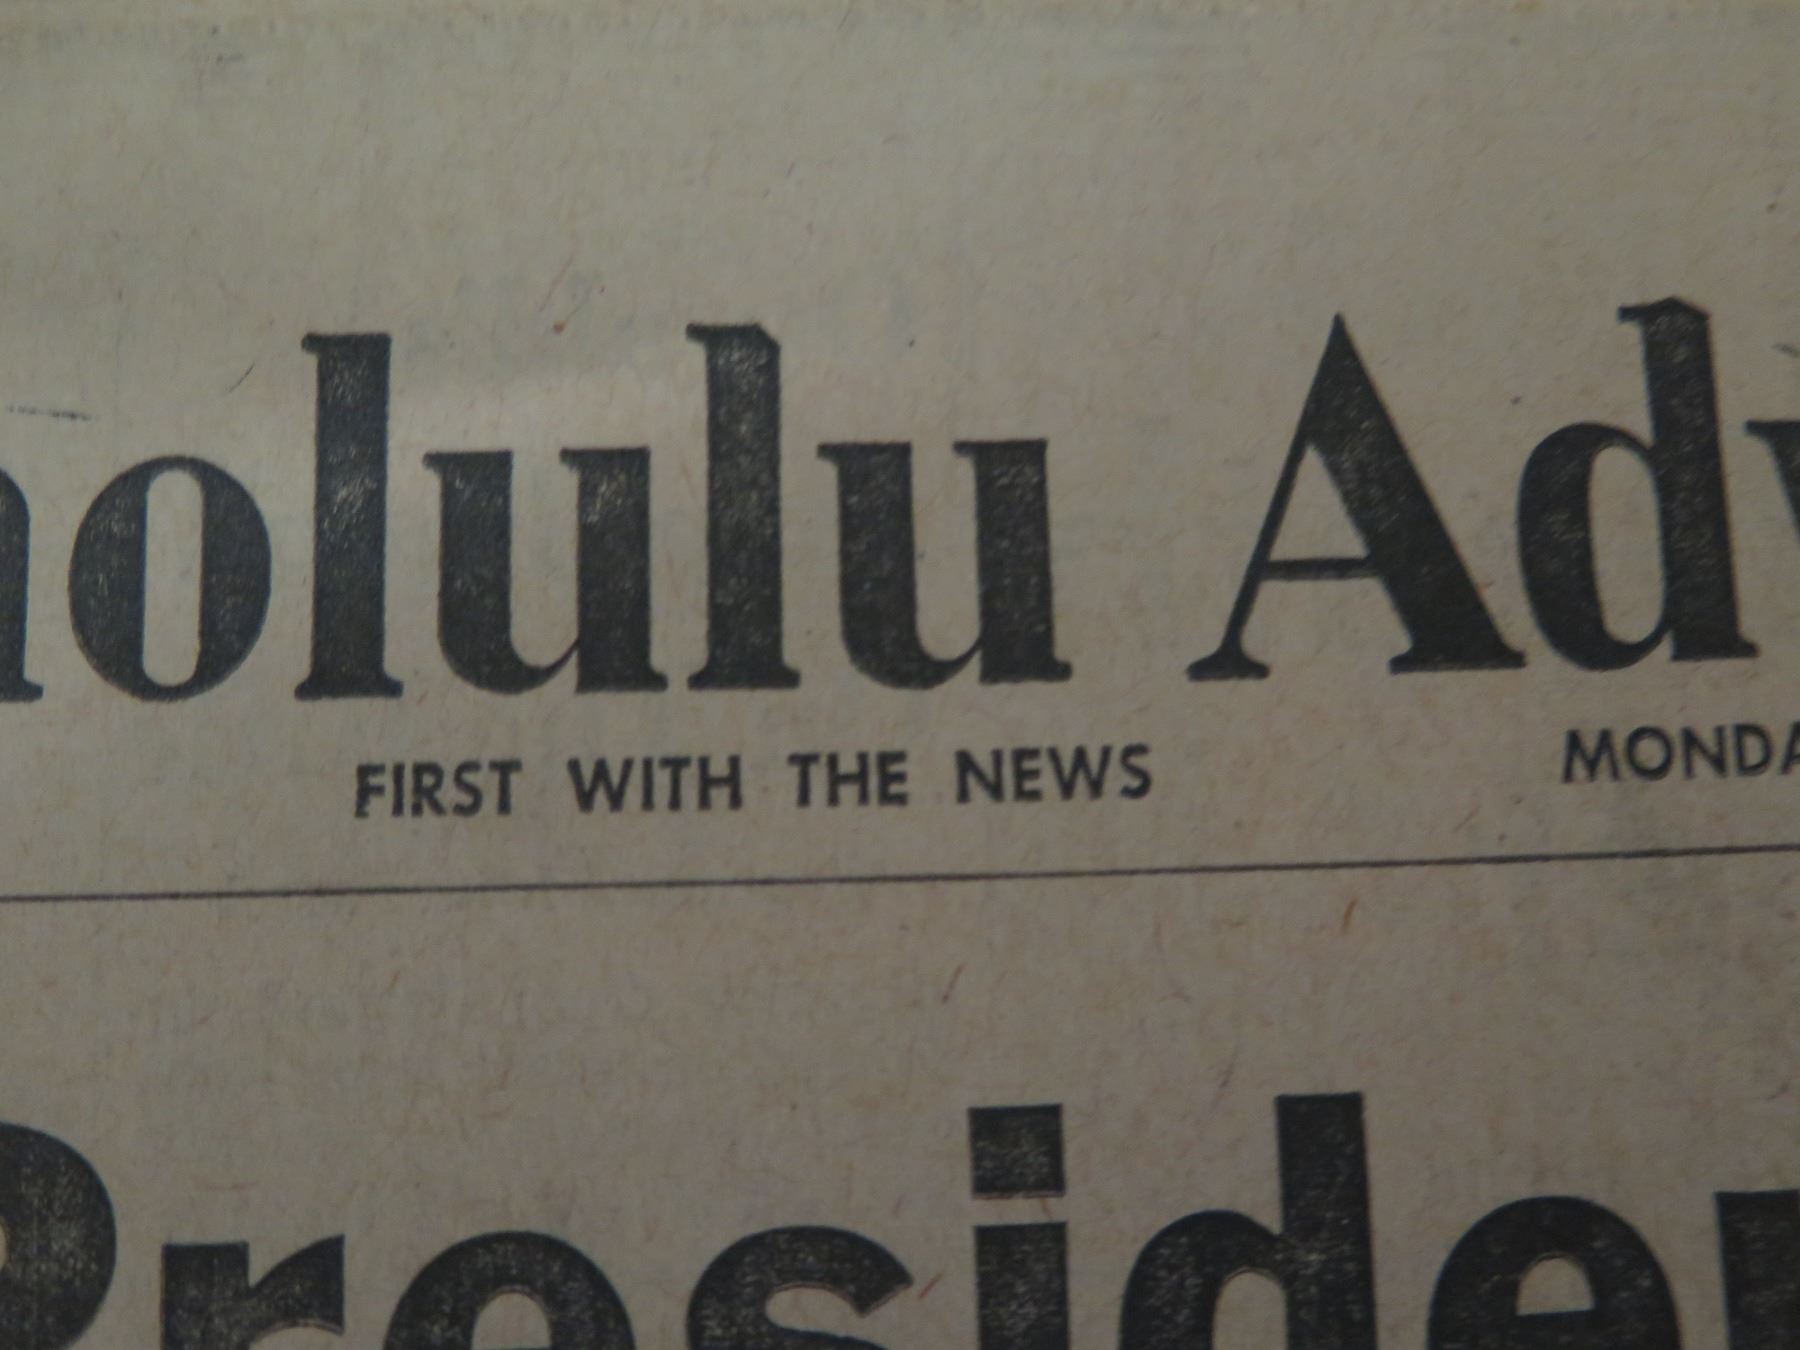 nolulu Adv
FIRST WITH THE NEWS MONDA
Presiden